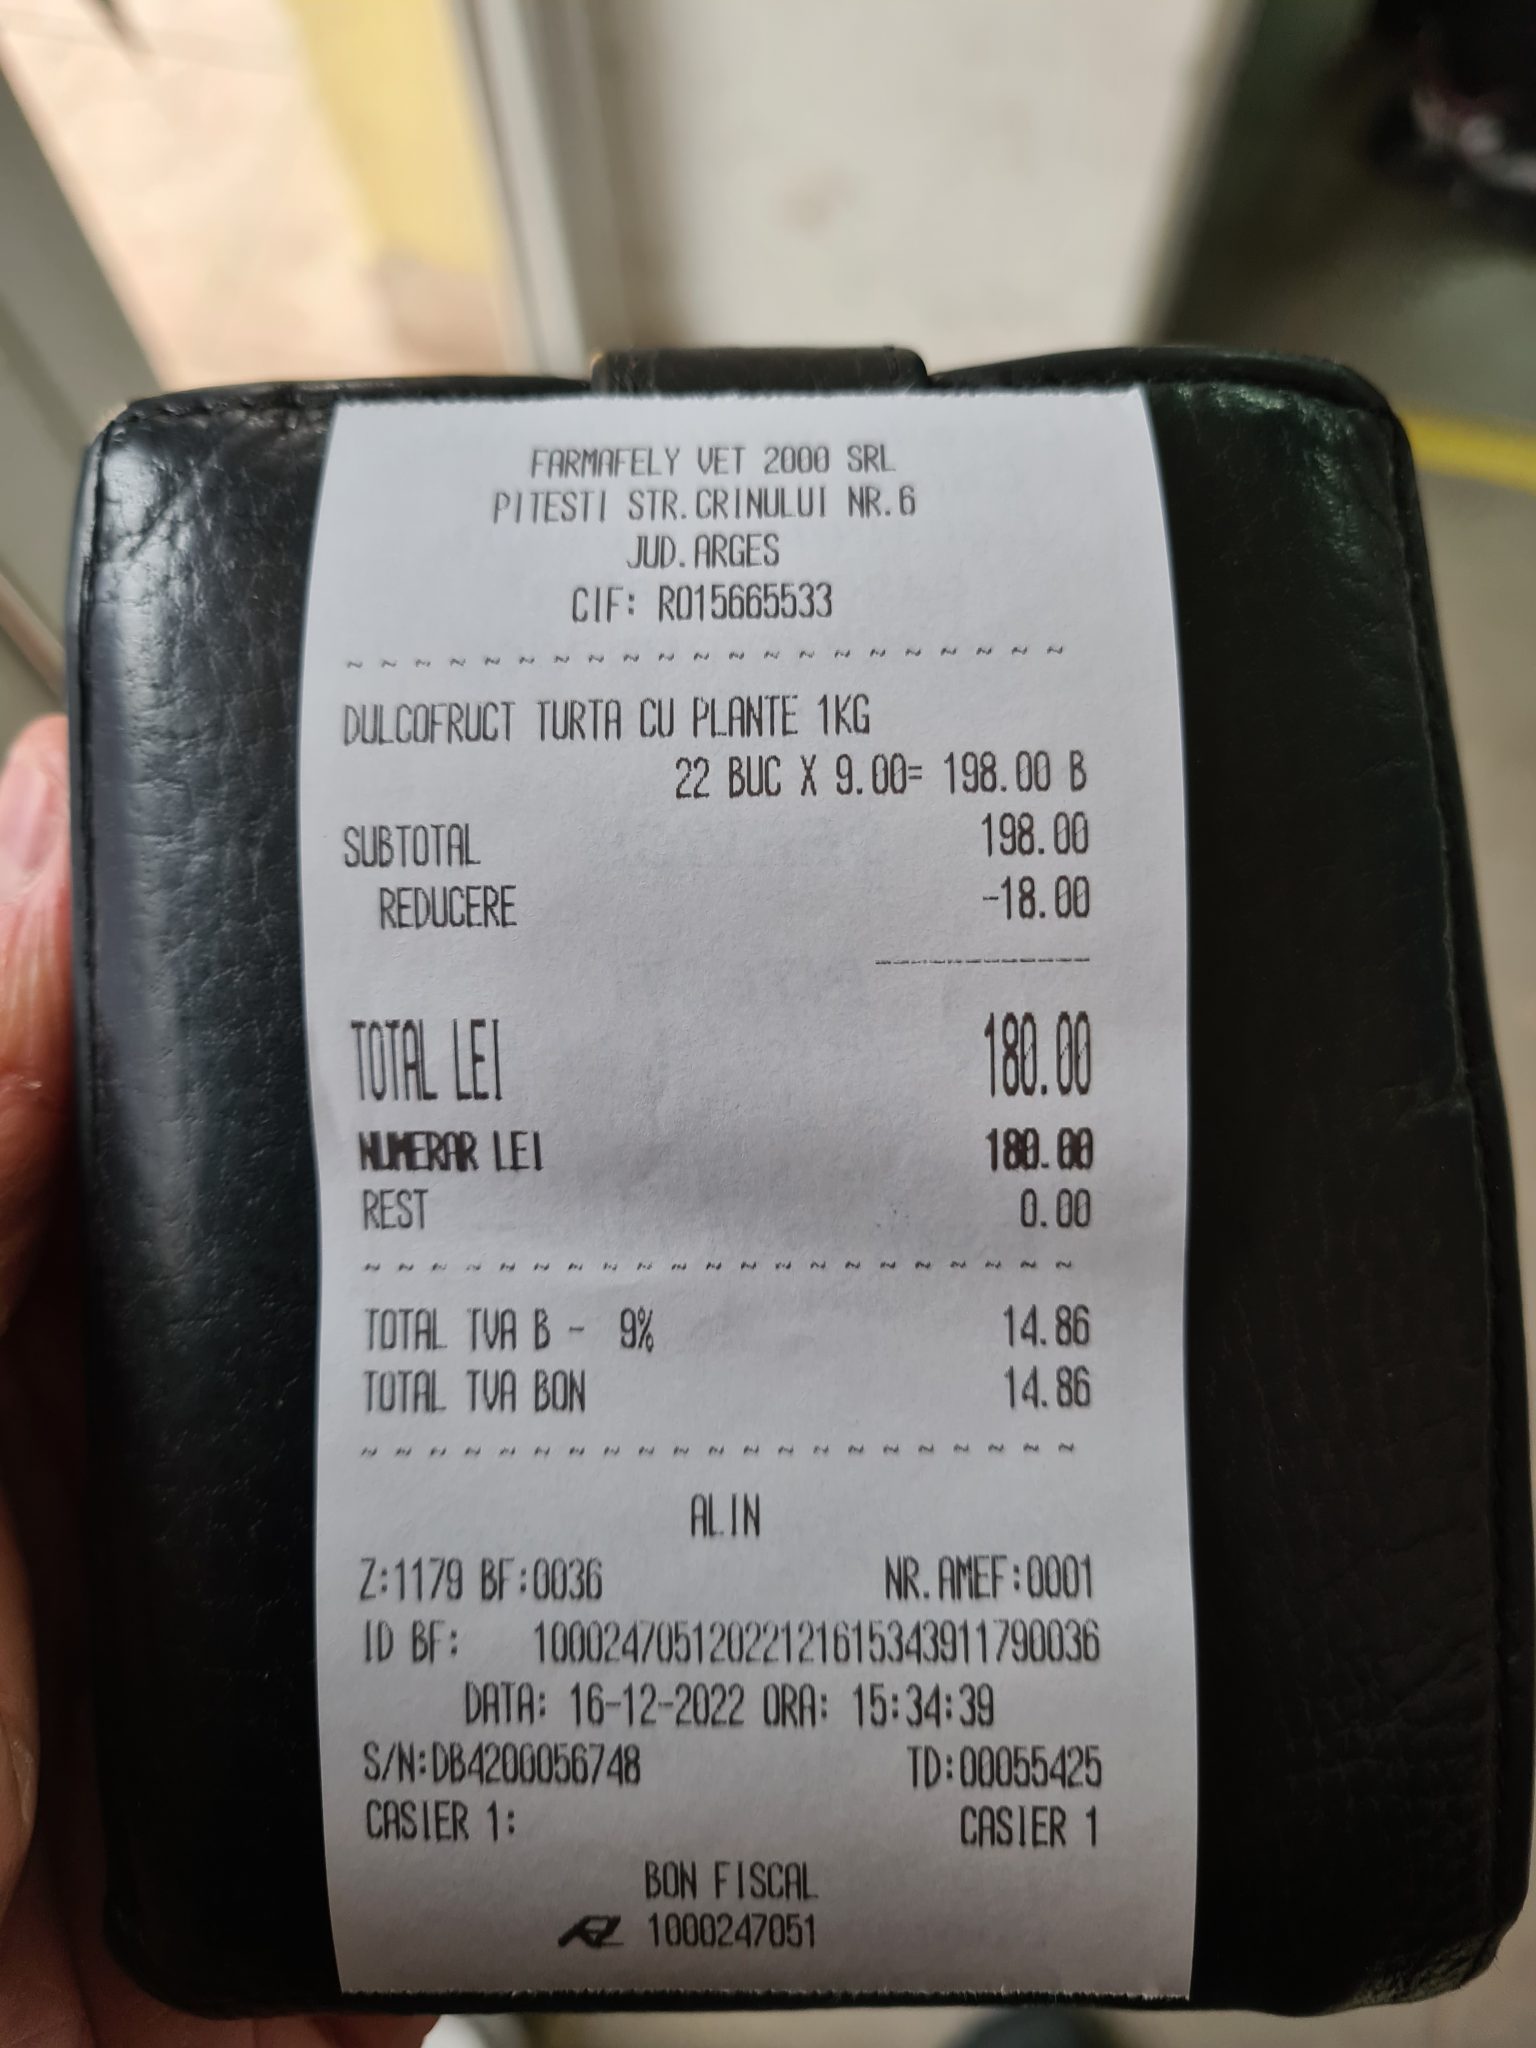 FARMAFELY VET 2000 SRL
PITESTI STR.CRINULUI NR.6
JUD.ARGES
CIF: RO15665533
~ ~ ~ ~ ~ ~ ~ ~ ~ ~ ~ ~ ~ ~ ~ ~ ~ ~ ~ ~ ~
DULCOFRUCT TURTA CU PLANTE 1KG
22 BUC X 9.00= 198.00 B
SUBTOTAL 198.00
REDUCERE -18.00
------------
TOTAL LEI 180.00
NUMERAR LEI 180.00
REST 0.00
~ ~ ~ ~ ~ ~ ~ ~ ~ ~ ~ ~ ~ ~ ~ ~ ~ ~ ~ ~ ~
TOTAL TVA B - 9% 14.86
TOTAL TVA BON 14.86
~ ~ ~ ~ ~ ~ ~ ~ ~ ~ ~ ~ ~ ~ ~ ~ ~ ~ ~ ~ ~
ALIN
Z:1179 BF:0036 NR.AMEF:0001
ID BF: 10002470512022121615343911790036
DATA: 16-12-2022 ORA: 15:34:39
S/N:DB4200056748 TD:00055425
CASIER 1: CASIER 1
BON FISCAL
1000247051